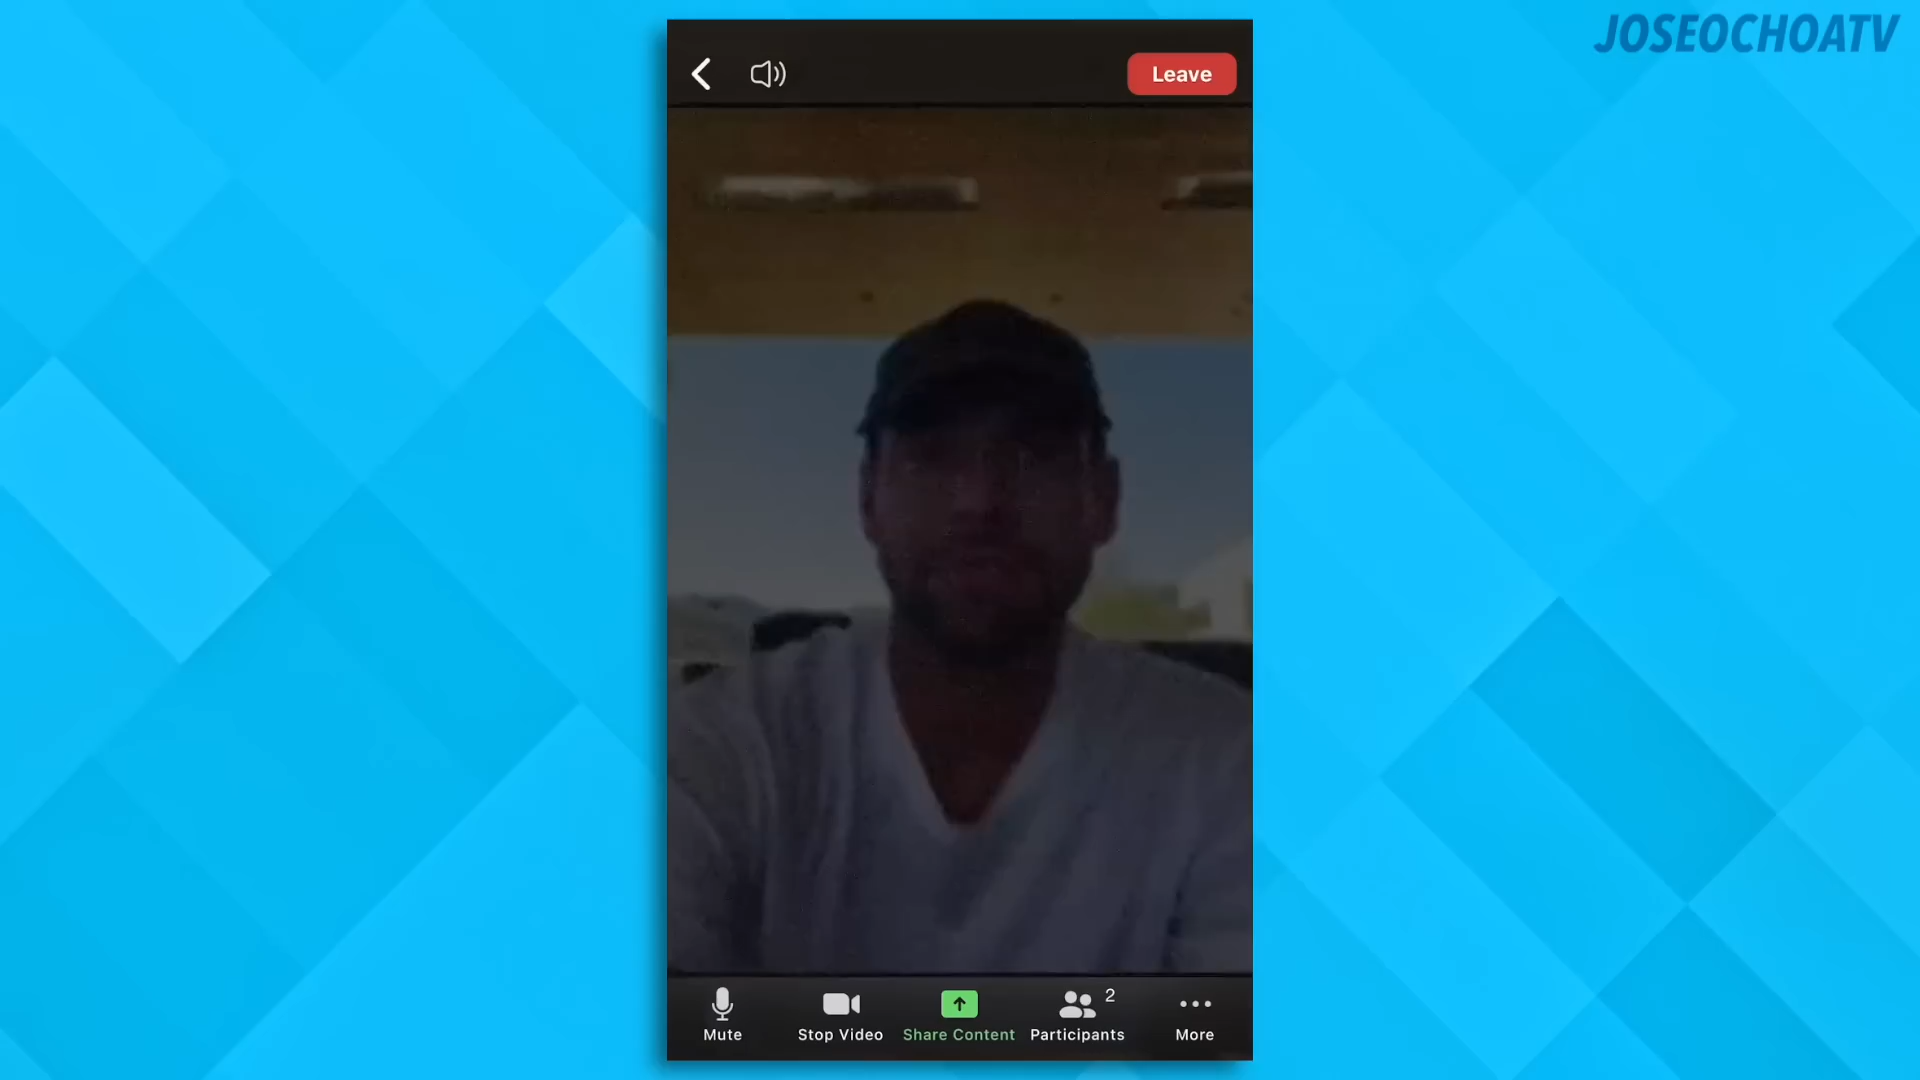 JOSEOCHOATV
Leave
Mute
Stop Video
Share Content
Participants
2
More